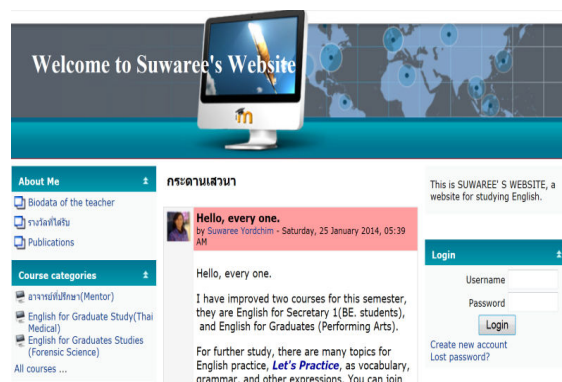 Welcome to Suwaree's Website
m
About Me
Biodata of the teacher
รางวัลที่ได้รับ
Publications
Course categories
อาจารย์ที่ปรึกษา(Mentor)
English for Graduate Study(Thai
Medical)
English for Graduates Studies
(Forensic Science)
All courses ...
กระดานเสวนา
Hello, every one.
by Suwaree Yordchim - Saturday, 25 January 2014, 05:39
AM
Hello, every one.
I have improved two courses for this semester,
they are English for Secretary 1(BE. students),
and English for Graduates (Performing Arts).
For further study, there are many topics for
English practice, Let's Practice, as vocabulary,
grammar, and other expressions. You can join
This is SUWAREE' S WEBSITE, a
website for studying English.
Login
Username
Password
Login
Create new account
Lost password?